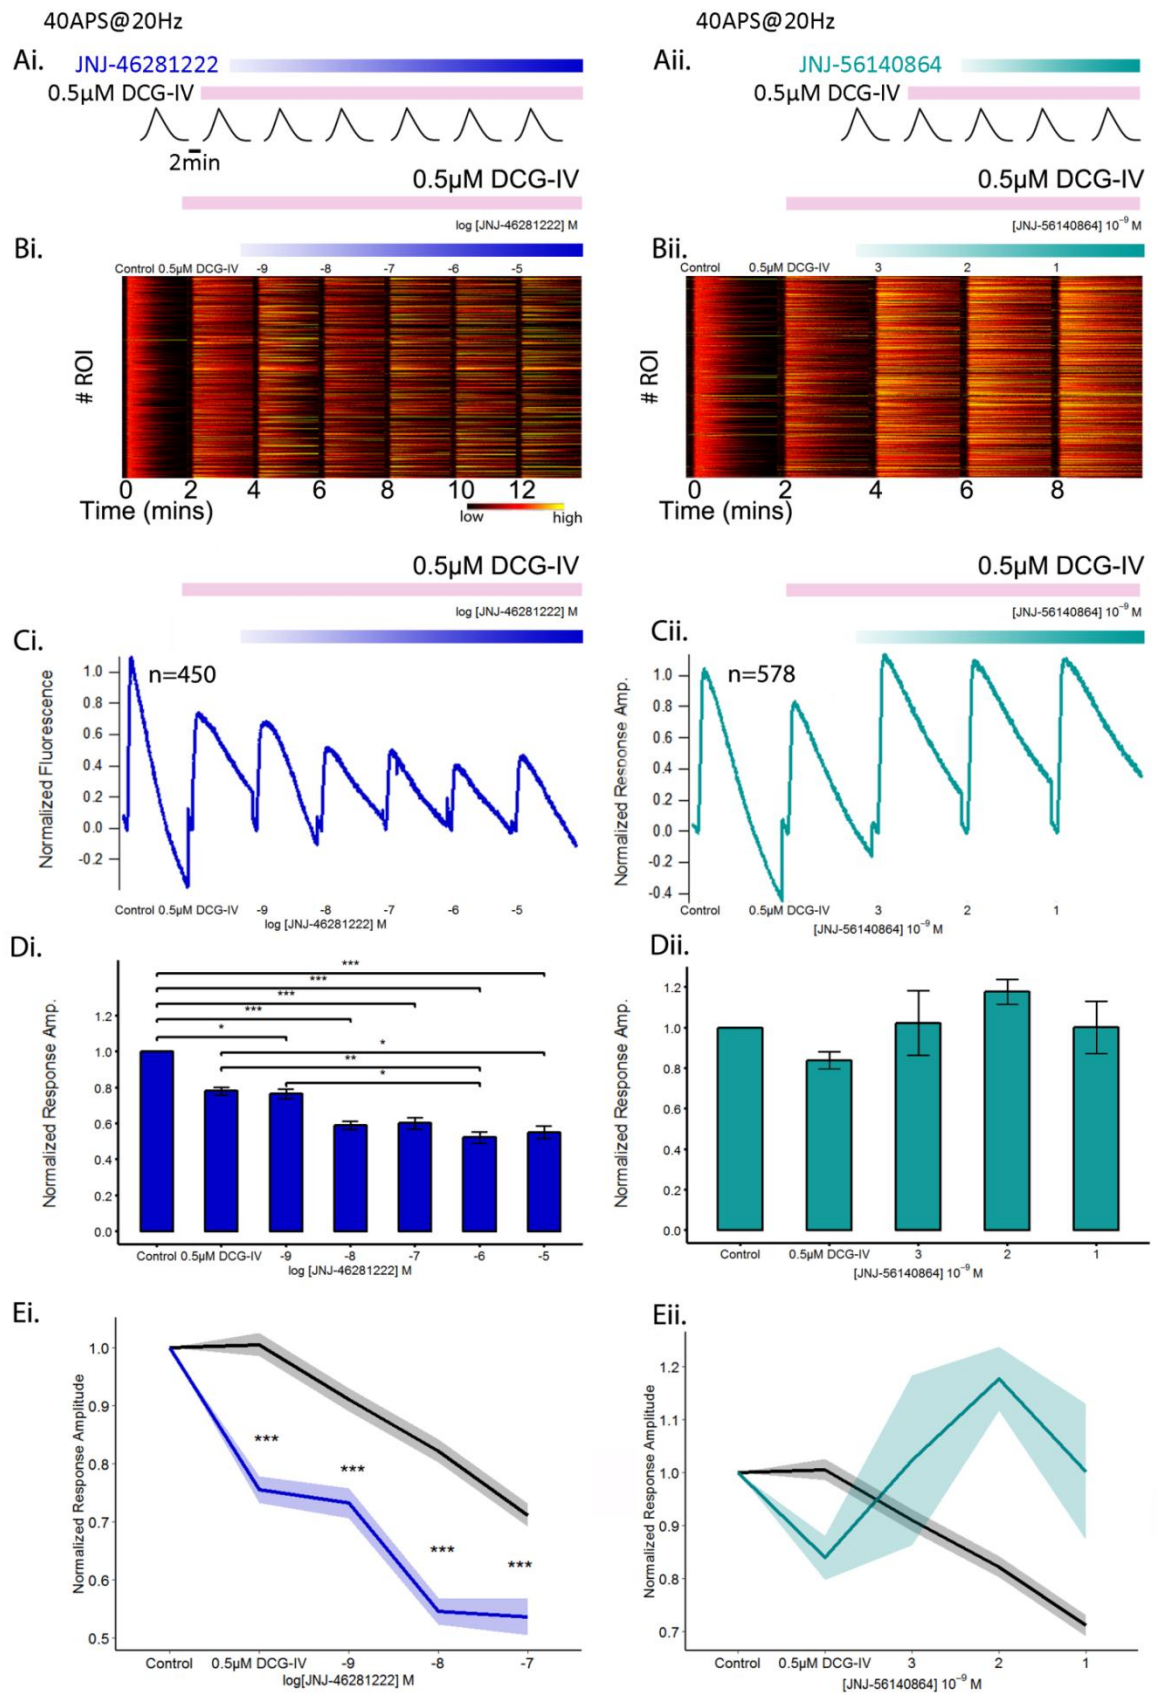 40APS@20Hz
40APS@20Hz
Ai.
JNJ-46281222
0.5µM DCG-IV
2min
Aii.
JNJ-56140864
0.5µM DCG-IV
0.5µM DCG-IV
log [JNJ-46281222] M
Bi.
Control 0.5µM DCG-IV -9 -8 -7 -6 -5
# ROI
0 2 4 6 8 10 12
Time (mins)
low high
0.5µM DCG-IV
[JNJ-56140864] 10⁻⁹ M
Bii.
Control 0.5µM DCG-IV 3 2 1
# ROI
0 2 4 6 8
Time (mins)
0.5µM DCG-IV
log [JNJ-46281222] M
Ci.
n=450
Normalized Fluorescence
1.0
0.8
0.6
0.4
0.2
0.0
-0.2
Control 0.5µM DCG-IV -9 -8 -7 -6 -5
log [JNJ-46281222] M
0.5µM DCG-IV
[JNJ-56140864] 10⁻⁹ M
Cii.
n=578
Normalized Response Amp.
1.0
0.8
0.6
0.4
0.2
0.0
-0.2
-0.4
Control 0.5µM DCG-IV 3 2 1
[JNJ-56140864] 10⁻⁹ M
Di.
Normalized Response Amp.
1.2
1.0
0.8
0.6
0.4
0.2
0.0
***
***
***
***
*
*
**
*
Control 0.5µM DCG-IV -9 -8 -7 -6 -5
log [JNJ-46281222] M
Dii.
Normalized Response Amp.
1.2
1.0
0.8
0.6
0.4
0.2
0.0
Control 0.5µM DCG-IV 3 2 1
[JNJ-56140864] 10⁻⁹ M
Ei.
Normalized Response Amplitude
1.0
0.9
0.8
0.7
0.6
0.5
***
***
***
***
Control 0.5µM DCG-IV -9 -8 -7
log[JNJ-46281222] M
Eii.
Normalized Response Amplitude
1.2
1.1
1.0
0.9
0.8
0.7
Control 0.5µM DCG-IV 3 2 1
[JNJ-56140864] 10⁻⁹ M